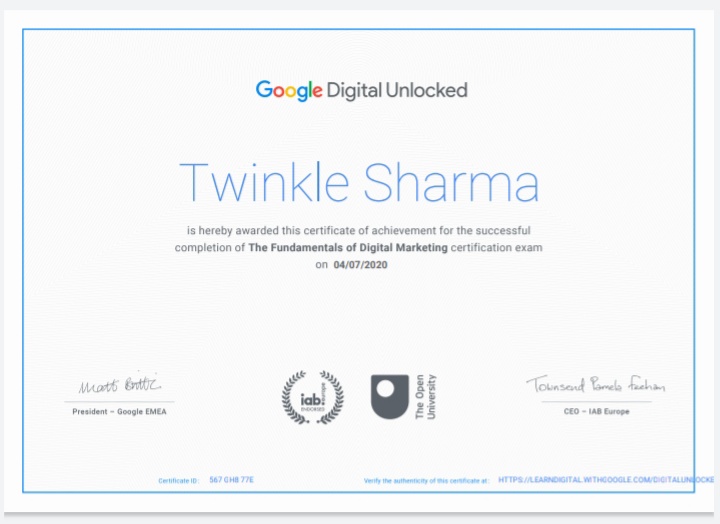 Google Digital Unlocked
Twinkle Sharma
is hereby awarded this certificate of achievement for the successful
completion of The Fundamentals of Digital Marketing certification exam
on 04/07/2020
Matt Brittin
President – Google EMEA
iab: europe
ENDORSED
The Open
University
Townsend Pamela Feehan
CEO – IAB Europe
Certificate ID: 567 GH8 77E
Verify the authenticity of this certificate at: HTTPS://LEARNDIGITAL.WITHGOOGLE.COM/DIGITALUNLOCKE